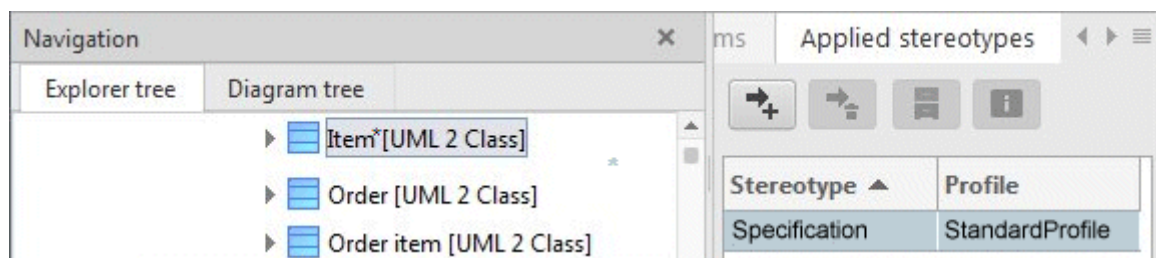 Navigation
Explorer tree
Diagram tree
Item*[UML 2 Class]
Order [UML 2 Class]
Order item [UML 2 Class]
ms
Applied stereotypes
Stereotype
Profile
Specification
StandardProfile